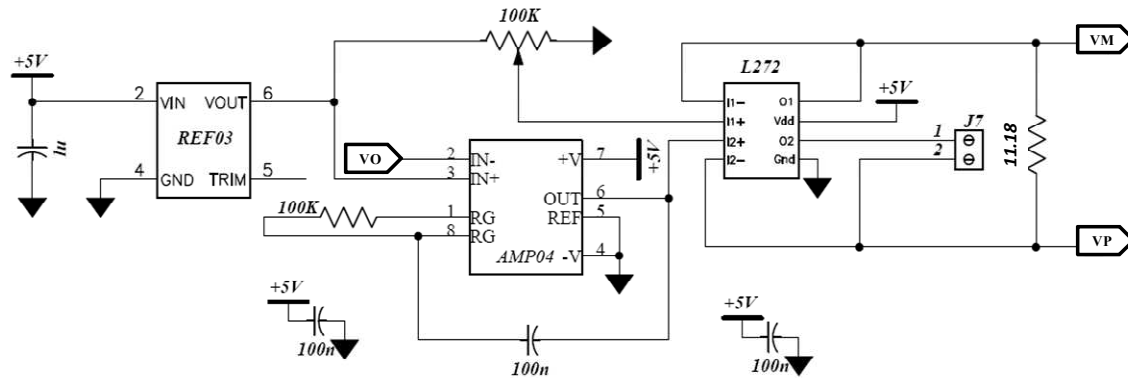 100K
VM
+5V
L272
+5V
2 VIN VOUT 6
I1- O1
I1+ Vdd
I2+ O2
I2- Gnd
J7
1
2
11.18
REF03
1u
VO
2 IN- +V 7
+5V
3 IN+
4 GND TRIM 5
OUT 6
100K
1 RG REF 5
8 RG
AMP04 -V 4
VP
+5V
100n
+5V
100n
100n